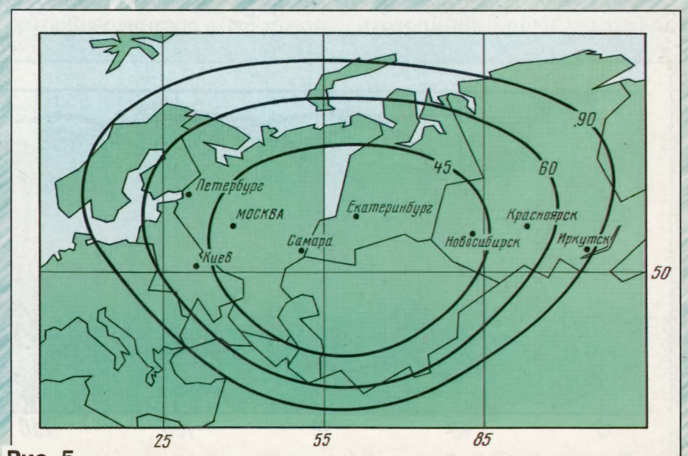 90
45
60
Петербург
МОСКВА
Екатеринбург
Красноярск
Самара
Новосибирск
Иркутск
Киев
50
25
55
85
Рис. 5